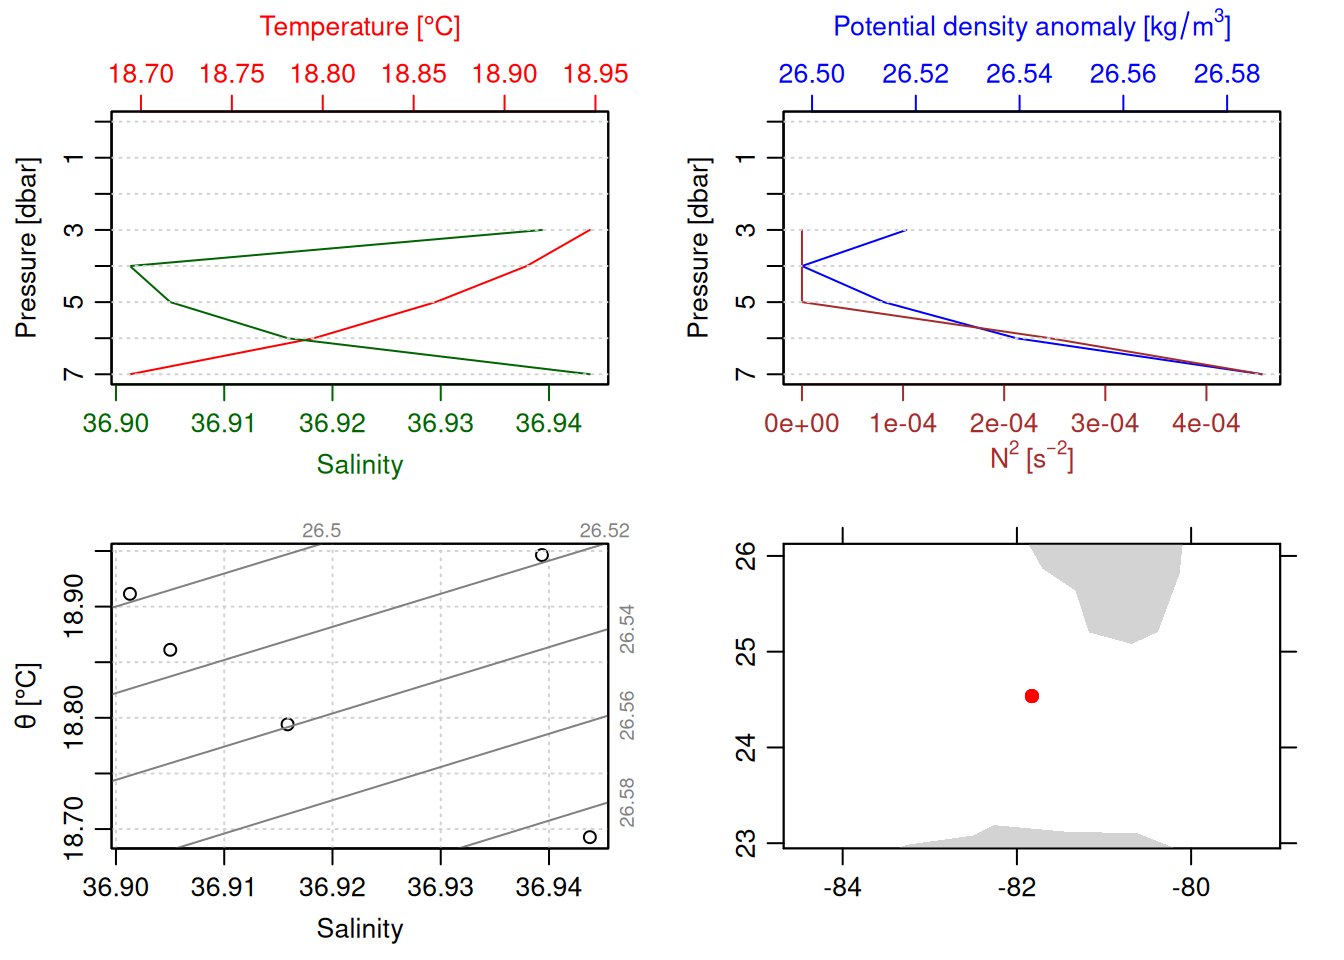 Temperature [°C]
18.70 18.75 18.80 18.85 18.90 18.95
Pressure [dbar]
1
3
5
7
36.90 36.91 36.92 36.93 36.94
Salinity
Potential density anomaly [kg/m³]
26.50 26.52 26.54 26.56 26.58
Pressure [dbar]
1
3
5
7
0e+00 1e-04 2e-04 3e-04 4e-04
N² [s⁻²]
26.5 26.52
θ [°C]
18.90
18.80
18.70
26.54
26.56
26.58
36.90 36.91 36.92 36.93 36.94
Salinity
26
25
24
23
-84 -82 -80